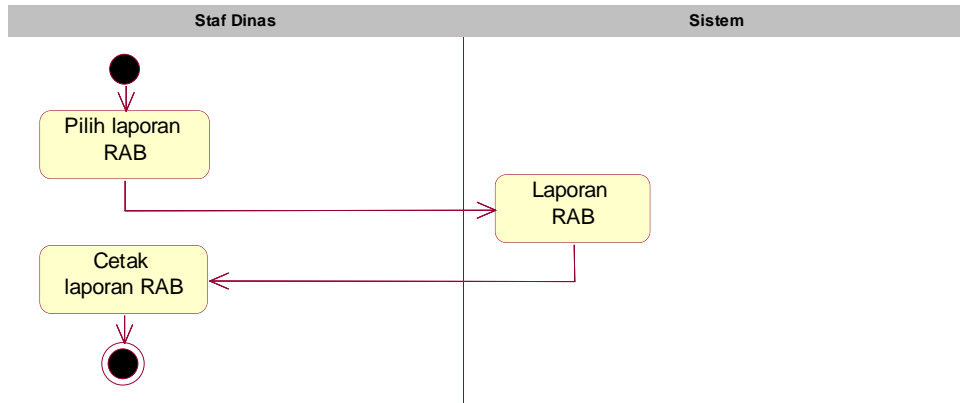 Staf Dinas
Sistem
Pilih laporan
RAB
Laporan
RAB
Cetak
laporan RAB